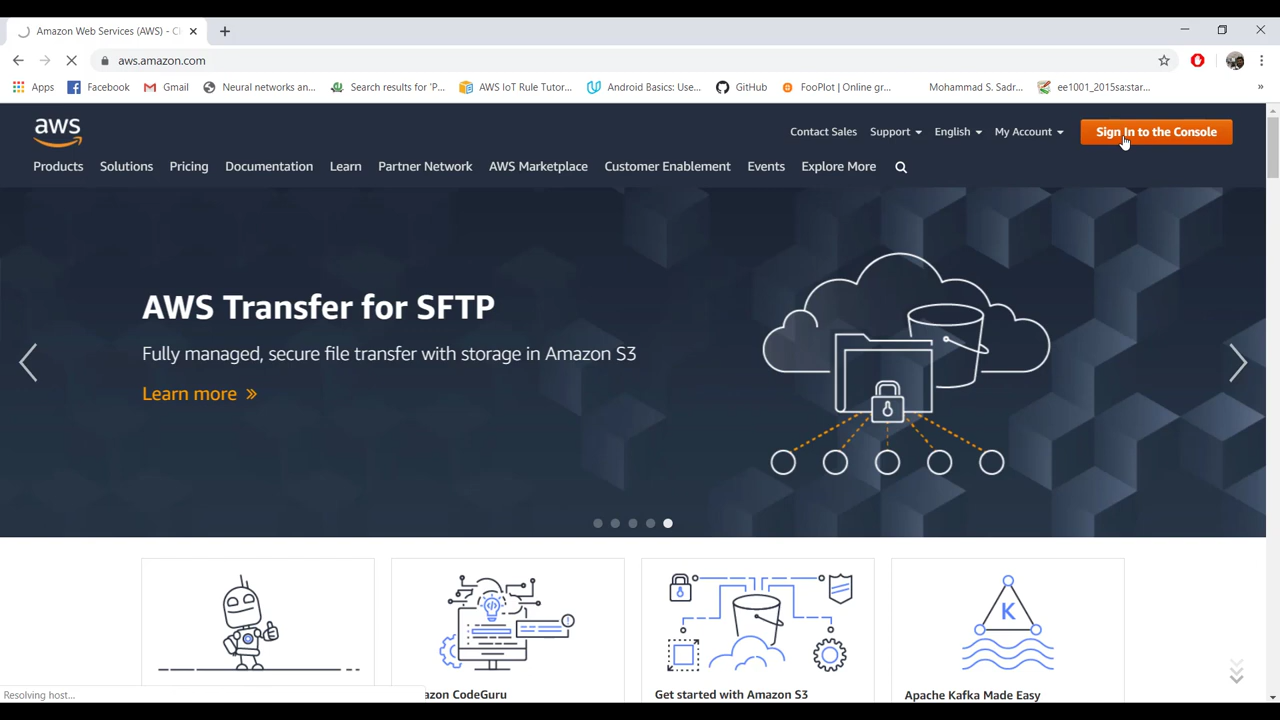 Amazon Web Services (AWS) - Cl
aws.amazon.com
Apps
Facebook
Gmail
Neural networks an...
Search results for 'P...
AWS IoT Rule Tutor...
Android Basics: Use...
GitHub
FooPlot | Online gr...
Mohammad S. Sadr...
ee1001_2015sa:star...
aws
Contact Sales
Support
English
My Account
Sign In to the Console
Products
Solutions
Pricing
Documentation
Learn
Partner Network
AWS Marketplace
Customer Enablement
Events
Explore More
AWS Transfer for SFTP
Fully managed, secure file transfer with storage in Amazon S3
Learn more »
K
zon CodeGuru
Get started with Amazon S3
Apache Kafka Made Easy
Resolving host...